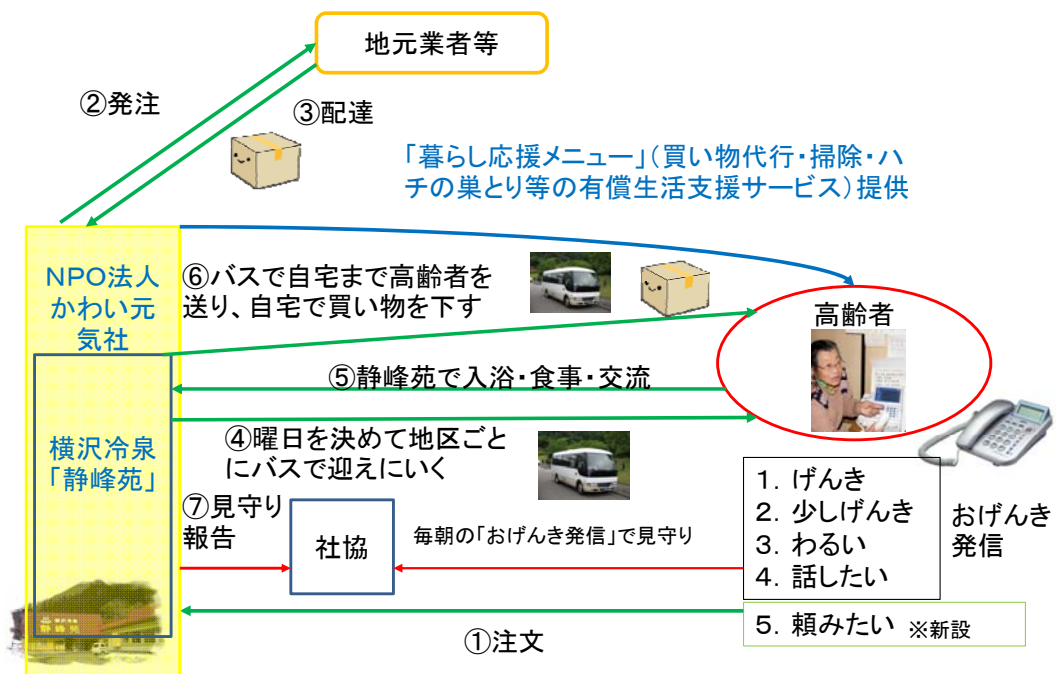 地元業者等
②発注
③配達
「暮らし応援メニュー」(買い物代行・掃除・ハ
チの巣とり等の有償生活支援サービス)提供
NPO法人
かわい元
気社
⑥バスで自宅まで高齢者を
送り、自宅で買い物を下す
高齢者
⑤静峰苑で入浴・食事・交流
横沢冷泉
「静峰苑」
④曜日を決めて地区ごと
にバスで迎えにいく
⑦見守り
報告
社協
毎朝の「おげんき発信」で見守り
1. げんき
2. 少しげんき
3. わるい
4. 話したい
おげんき
発信
5. 頼みたい ※新設
①注文